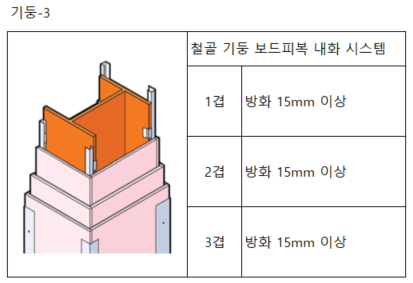 기둥-3
철골 기둥 보드피복 내화 시스템
1겹 방화 15mm 이상
2겹 방화 15mm 이상
3겹 방화 15mm 이상